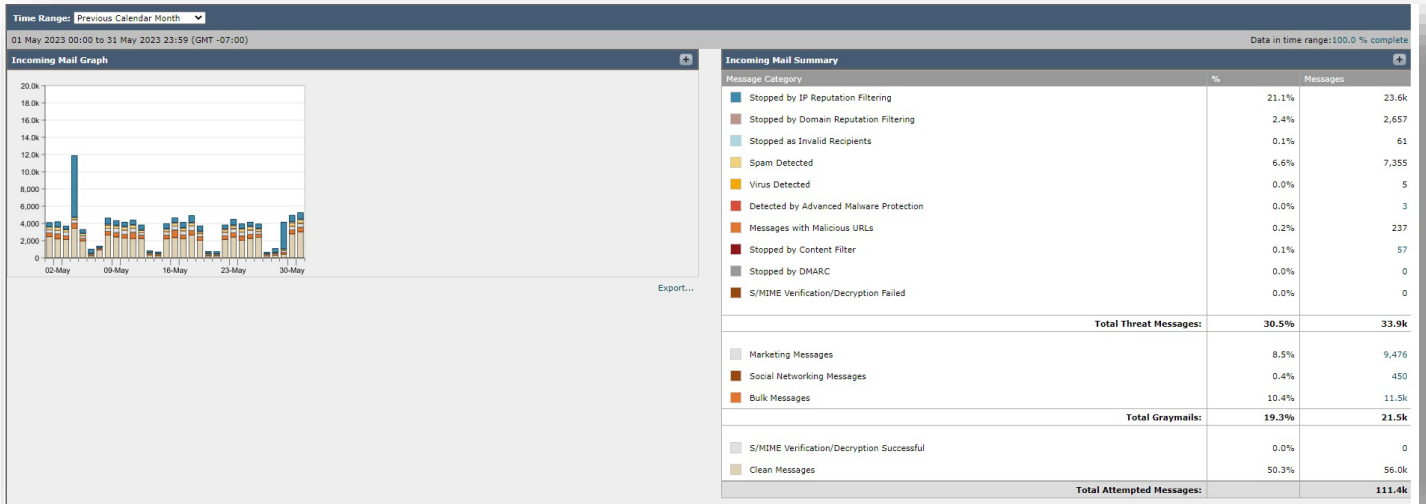 Time Range: Previous Calendar Month
01 May 2023 00:00 to 31 May 2023 23:59 (GMT -07:00) Data in time range:100.0 % complete
Incoming Mail Graph
20.0k
18.0k
16.0k
14.0k
12.0k
10.0k
8,000
6,000
4,000
2,000
0
02-May 09-May 16-May 23-May 30-May
Export...
Incoming Mail Summary
Message Category % Messages
Stopped by IP Reputation Filtering 21.1% 23.6k
Stopped by Domain Reputation Filtering 2.4% 2,657
Stopped as Invalid Recipients 0.1% 61
Spam Detected 6.6% 7,355
Virus Detected 0.0% 5
Detected by Advanced Malware Protection 0.0% 3
Messages with Malicious URLs 0.2% 237
Stopped by Content Filter 0.1% 57
Stopped by DMARC 0.0% 0
S/MIME Verification/Decryption Failed 0.0% 0
Total Threat Messages: 30.5% 33.9k
Marketing Messages 8.5% 9,476
Social Networking Messages 0.4% 450
Bulk Messages 10.4% 11.5k
Total Graymails: 19.3% 21.5k
S/MIME Verification/Decryption Successful 0.0% 0
Clean Messages 50.3% 56.0k
Total Attempted Messages: 111.4k